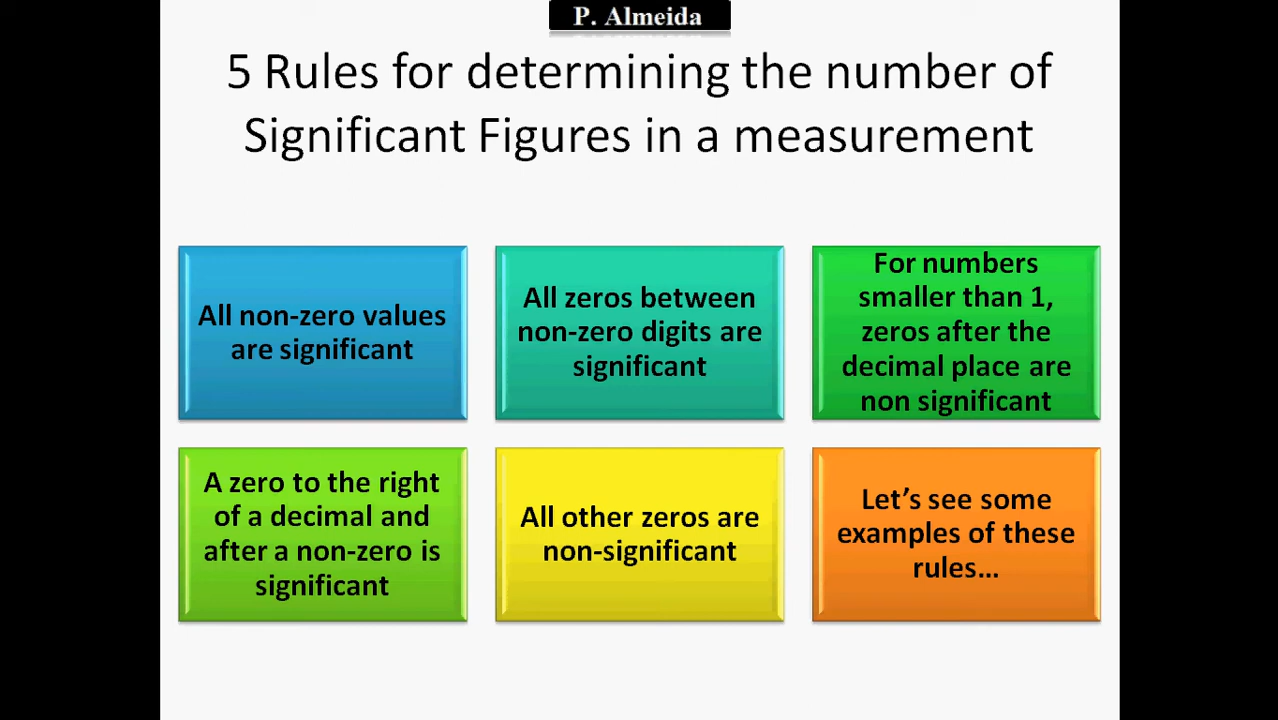 P. Almeida
5 Rules for determining the number of
Significant Figures in a measurement
All non-zero values
are significant
All zeros between
non-zero digits are
significant
For numbers
smaller than 1,
zeros after the
decimal place are
non significant
A zero to the right
of a decimal and
after a non-zero is
significant
All other zeros are
non-significant
Let’s see some
examples of these
rules…